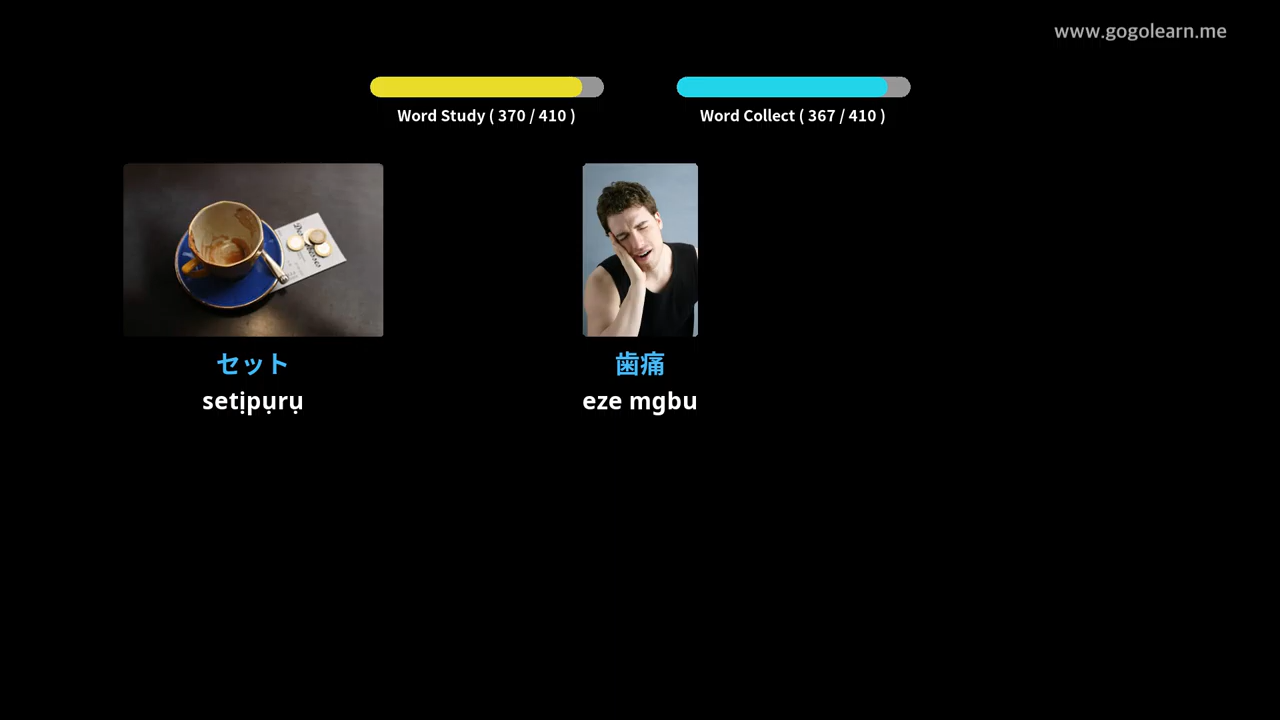 www.gogolearn.me
Word Study ( 370 / 410 )
Word Collect ( 367 / 410 )
セット
setịpụrụ
歯痛
eze mgbu